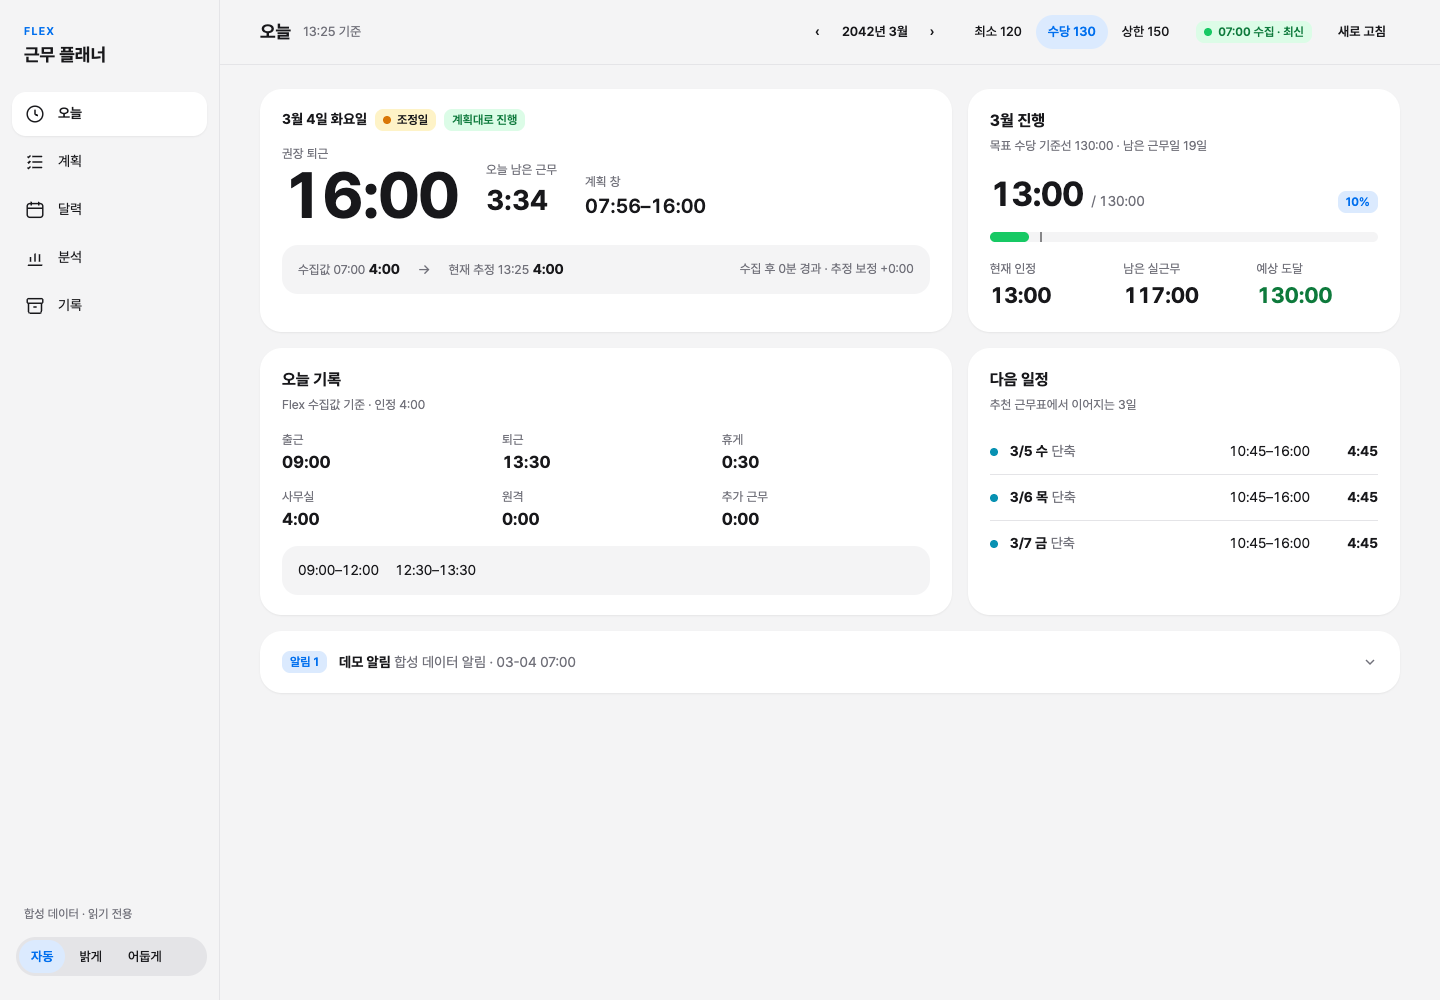 FLEX
근무 플래너
오늘
계획
달력
분석
기록
합성 데이터 · 읽기 전용
자동 밝게 어둡게
오늘 13:25 기준
‹ 2042년 3월 › 최소 120 수당 130 상한 150 07:00 수집 · 최신 새로 고침
3월 4일 화요일 조정일 계획대로 진행
권장 퇴근
16:00
오늘 남은 근무
3:34
계획 창
07:56–16:00
수집값 07:00 4:00 → 현재 추정 13:25 4:00 수집 후 0분 경과 · 추정 보정 +0:00
3월 진행
목표 수당 기준선 130:00 · 남은 근무일 19일
13:00 / 130:00 10%
현재 인정 남은 실근무 예상 도달
13:00 117:00 130:00
오늘 기록
Flex 수집값 기준 · 인정 4:00
출근 퇴근 휴게
09:00 13:30 0:30
사무실 원격 추가 근무
4:00 0:00 0:00
09:00–12:00 12:30–13:30
다음 일정
추천 근무표에서 이어지는 3일
3/5 수 단축 10:45–16:00 4:45
3/6 목 단축 10:45–16:00 4:45
3/7 금 단축 10:45–16:00 4:45
알림 1 데모 알림 합성 데이터 알림 · 03-04 07:00